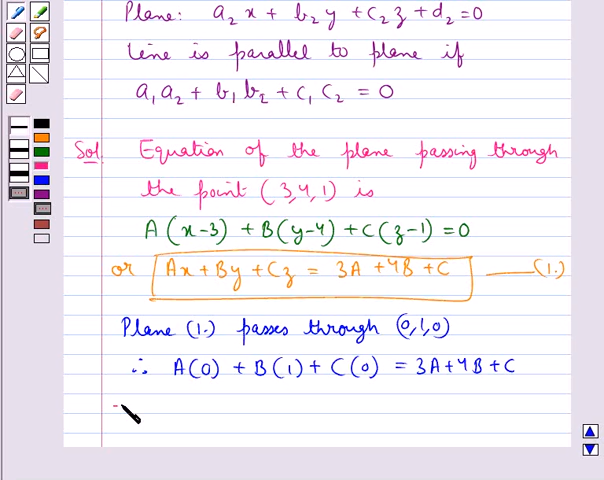 Plane: a₂x + b₂y + c₂z + d₂ = 0
Line is parallel to plane if
a₁a₂ + b₁b₂ + c₁c₂ = 0
Sol. Equation of the plane passing through
the point (3,4,1) is
A(x-3) + B(y-4) + C(z-1) = 0
or Ax + By + Cz = 3A + 4B + C —— (1.)
Plane (1.) passes through (0,1,0)
∴ A(0) + B(1) + C(0) = 3A + 4B + C